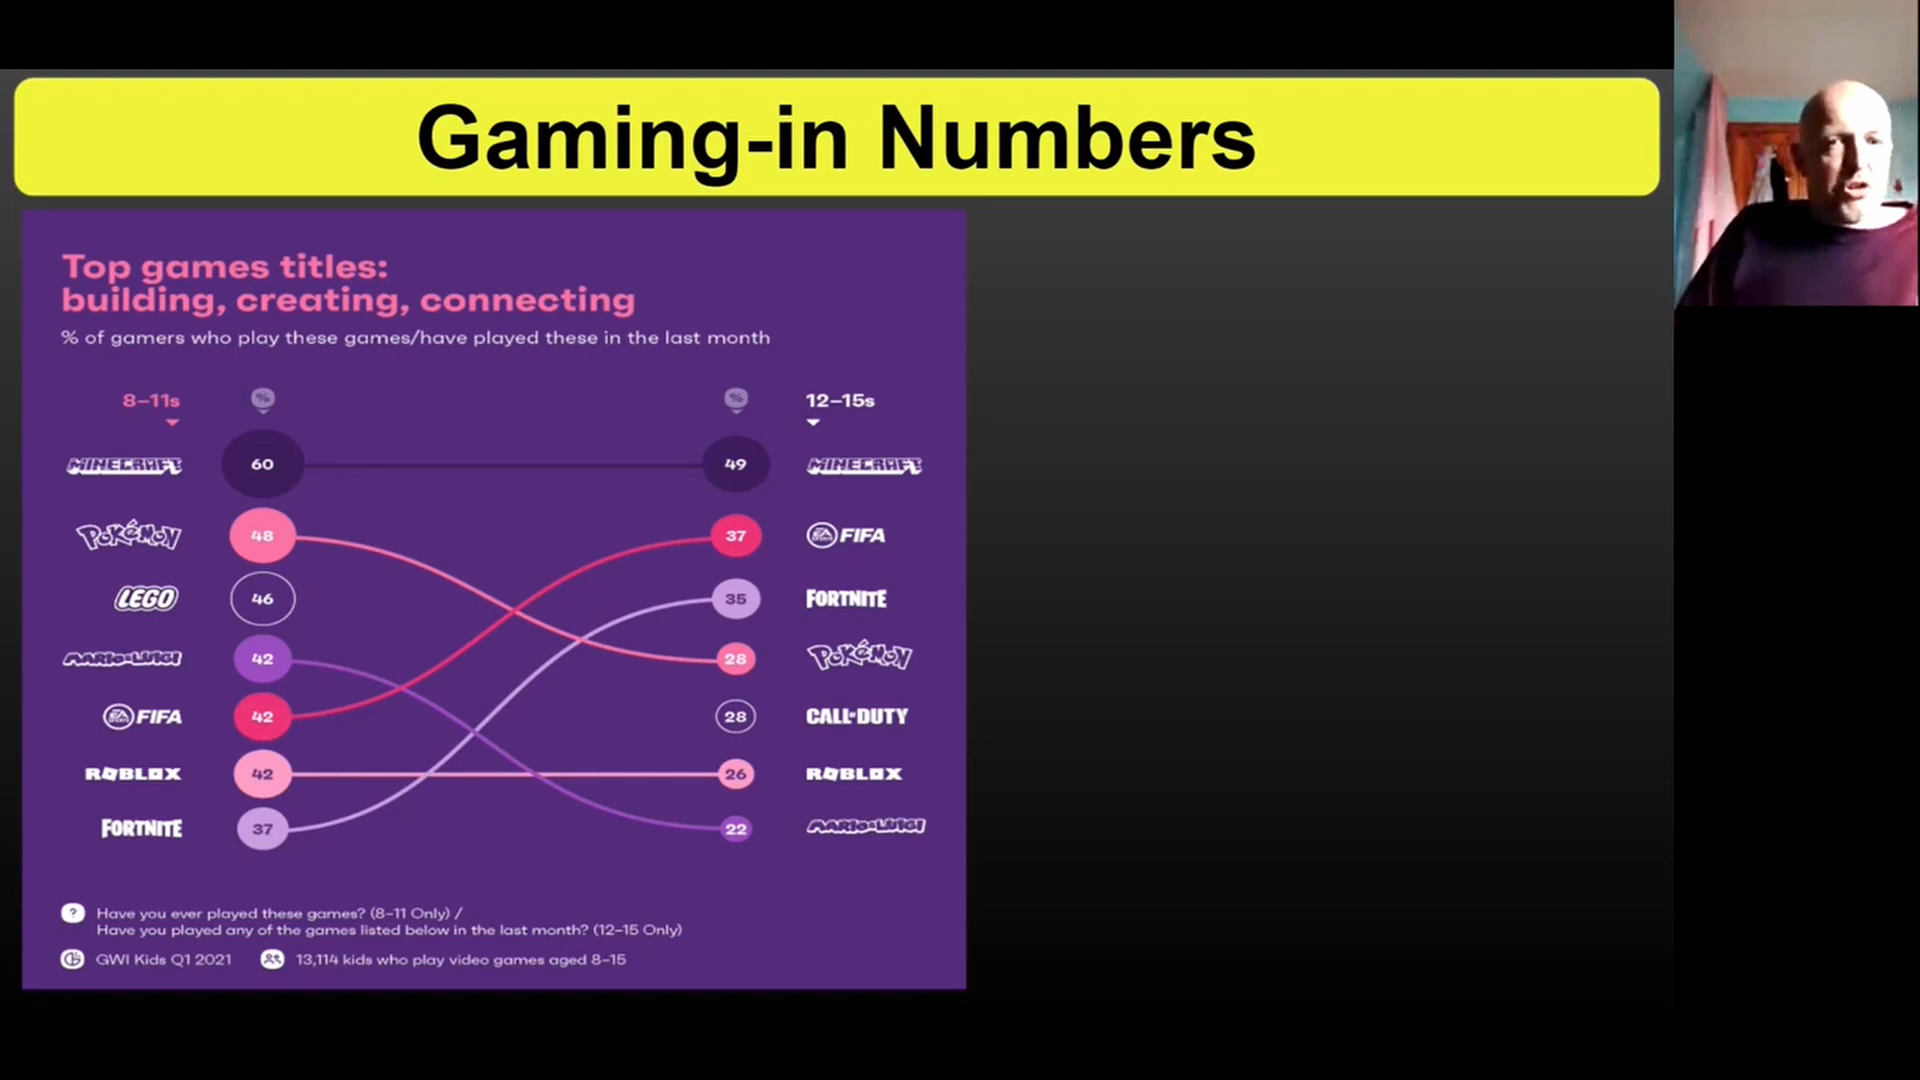 Gaming-in Numbers
Top games titles:
building, creating, connecting
% of gamers who play these games/have played these in the last month
8–11s % % 12–15s
MINECRAFT 60 49 MINECRAFT
POKéMON 48 37 EA SPORTS FIFA
LEGO 46 35 FORTNITE
MARIO & LUIGI 42 28 POKéMON
EA SPORTS FIFA 42 28 CALL OF DUTY
ROBLOX 42 26 ROBLOX
FORTNITE 37 22 MARIO & LUIGI
? Have you ever played these games? (8–11 Only) /
Have you played any of the games listed below in the last month? (12–15 Only)
GWI Kids Q1 2021 13,114 kids who play video games aged 8–15